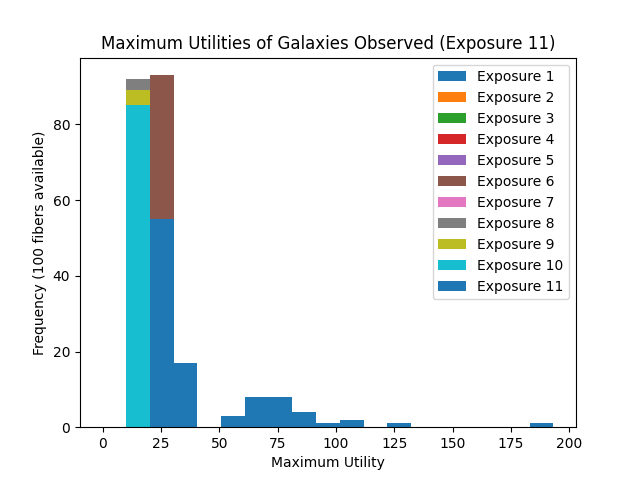 Maximum Utilities of Galaxies Observed (Exposure 11)
Frequency (100 fibers available)
80
60
40
20
0
Exposure 1
Exposure 2
Exposure 3
Exposure 4
Exposure 5
Exposure 6
Exposure 7
Exposure 8
Exposure 9
Exposure 10
Exposure 11
0 25 50 75 100 125 150 175 200
Maximum Utility